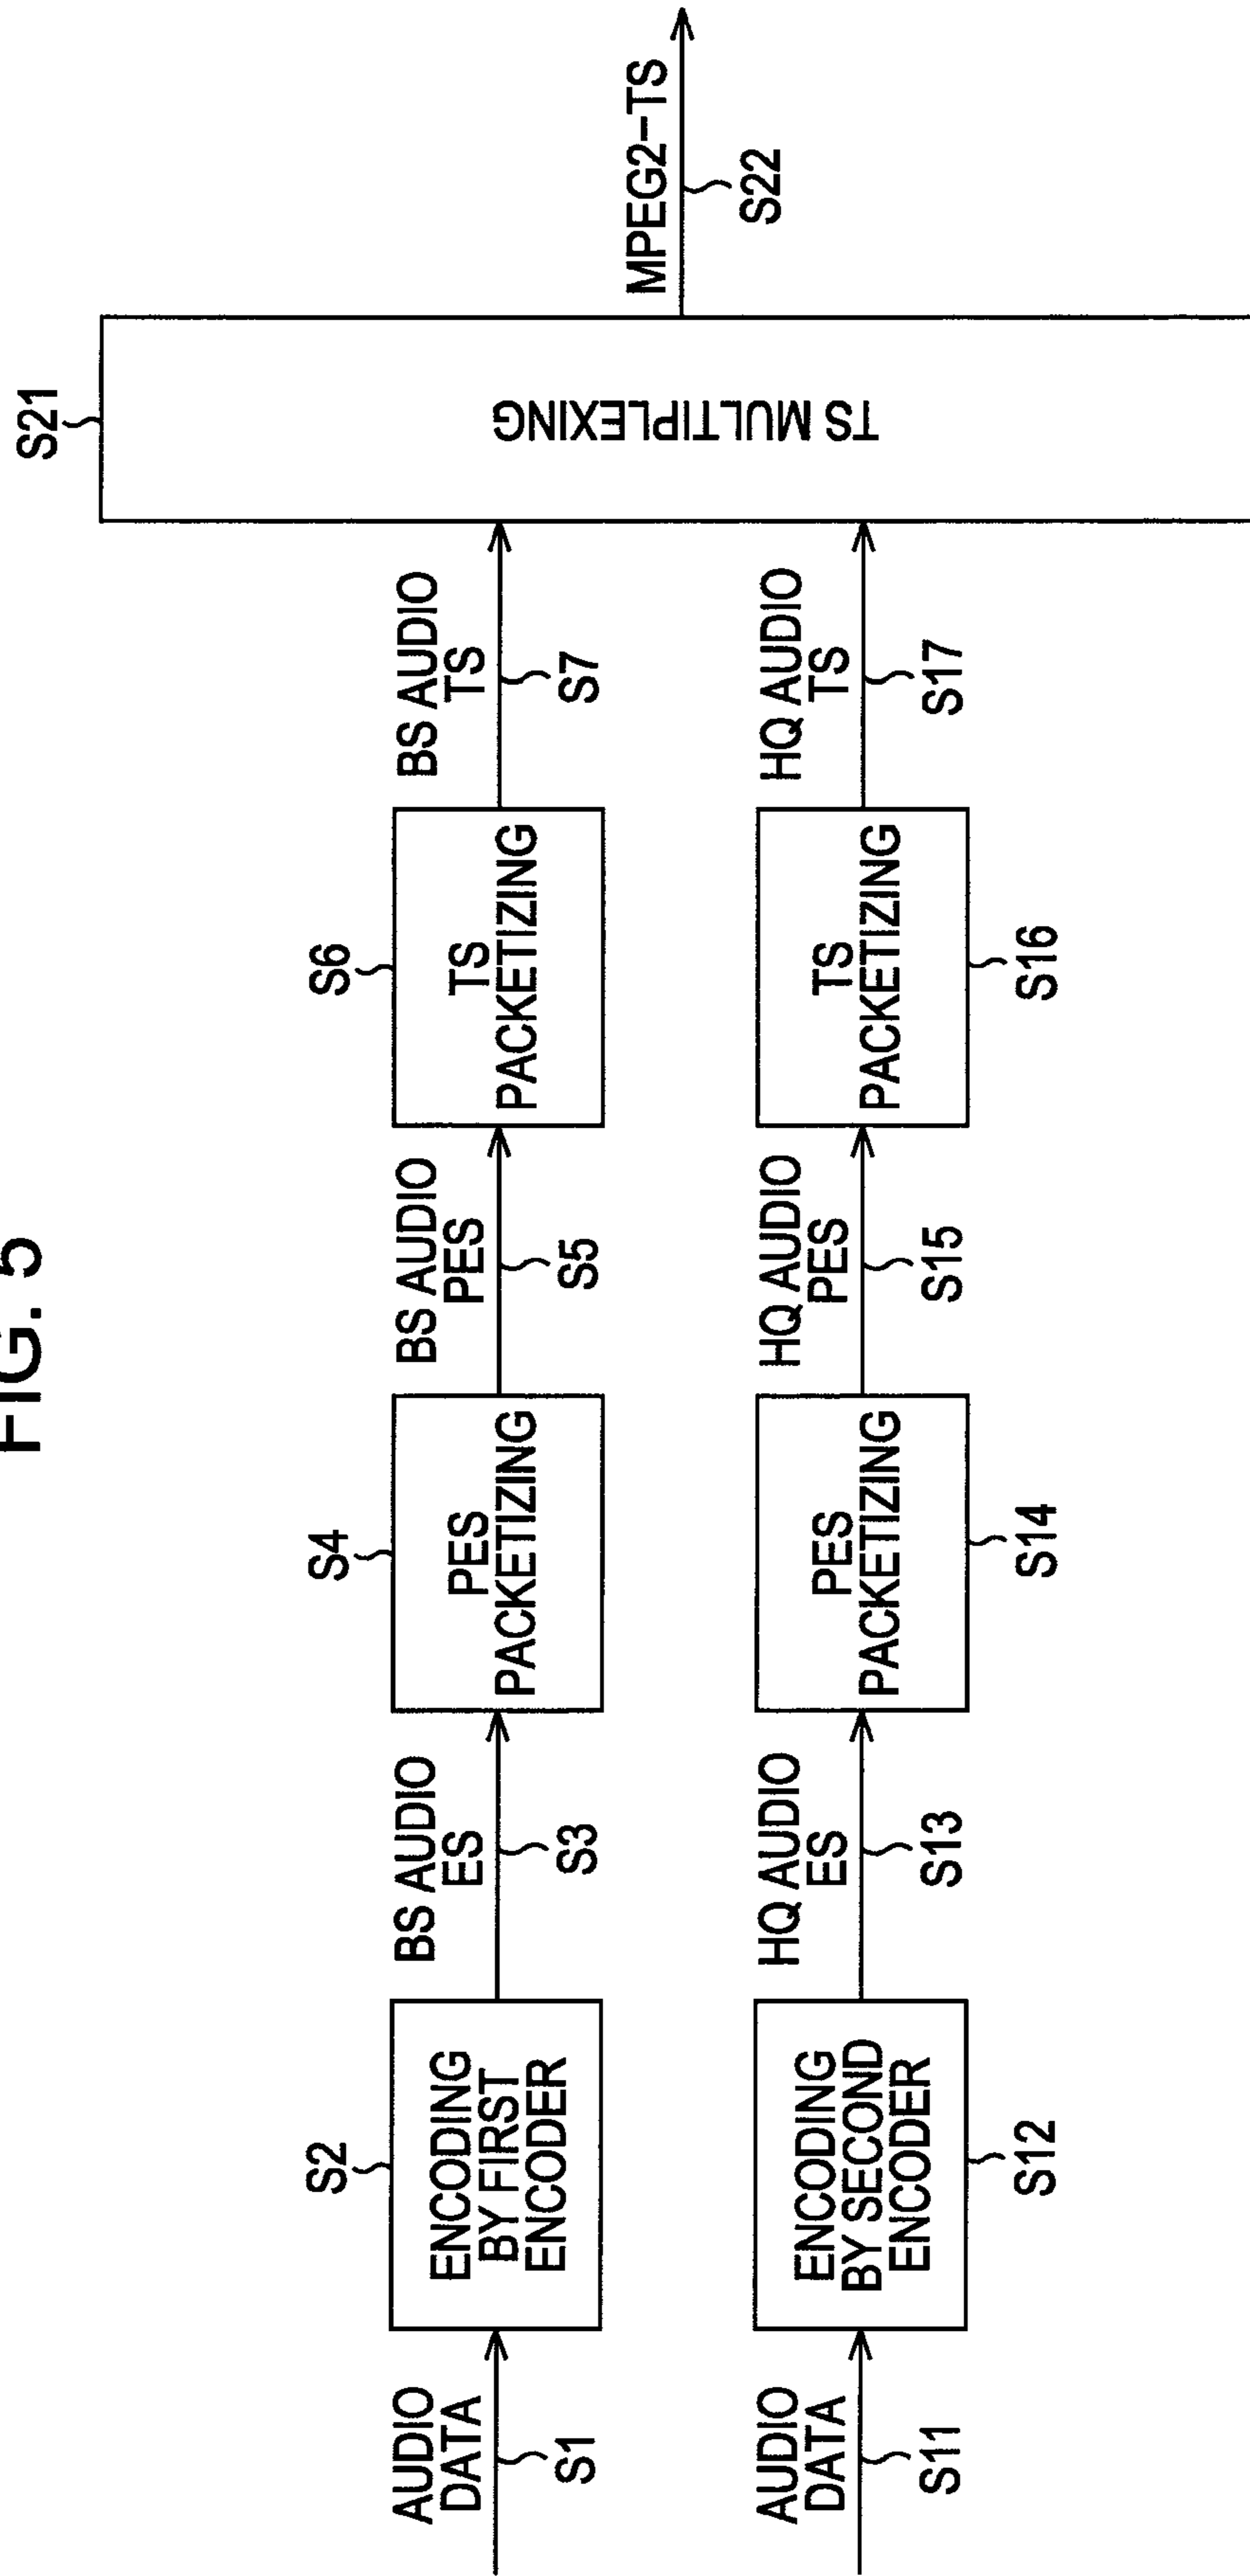 FIG. 5
AUDIO
DATA
S1
S2
ENCODING
BY FIRST
ENCODER
BS AUDIO
ES
S3
S4
PES
PACKETIZING
BS AUDIO
PES
S5
S6
TS
PACKETIZING
BS AUDIO
TS
S7
AUDIO
DATA
S11
ENCODING
BY SECOND
ENCODER
S12
HQ AUDIO
ES
S13
PES
PACKETIZING
S14
HQ AUDIO
PES
S15
TS
PACKETIZING
S16
HQ AUDIO
TS
S17
S21
TS MULTIPLEXING
MPEG2-TS
S22